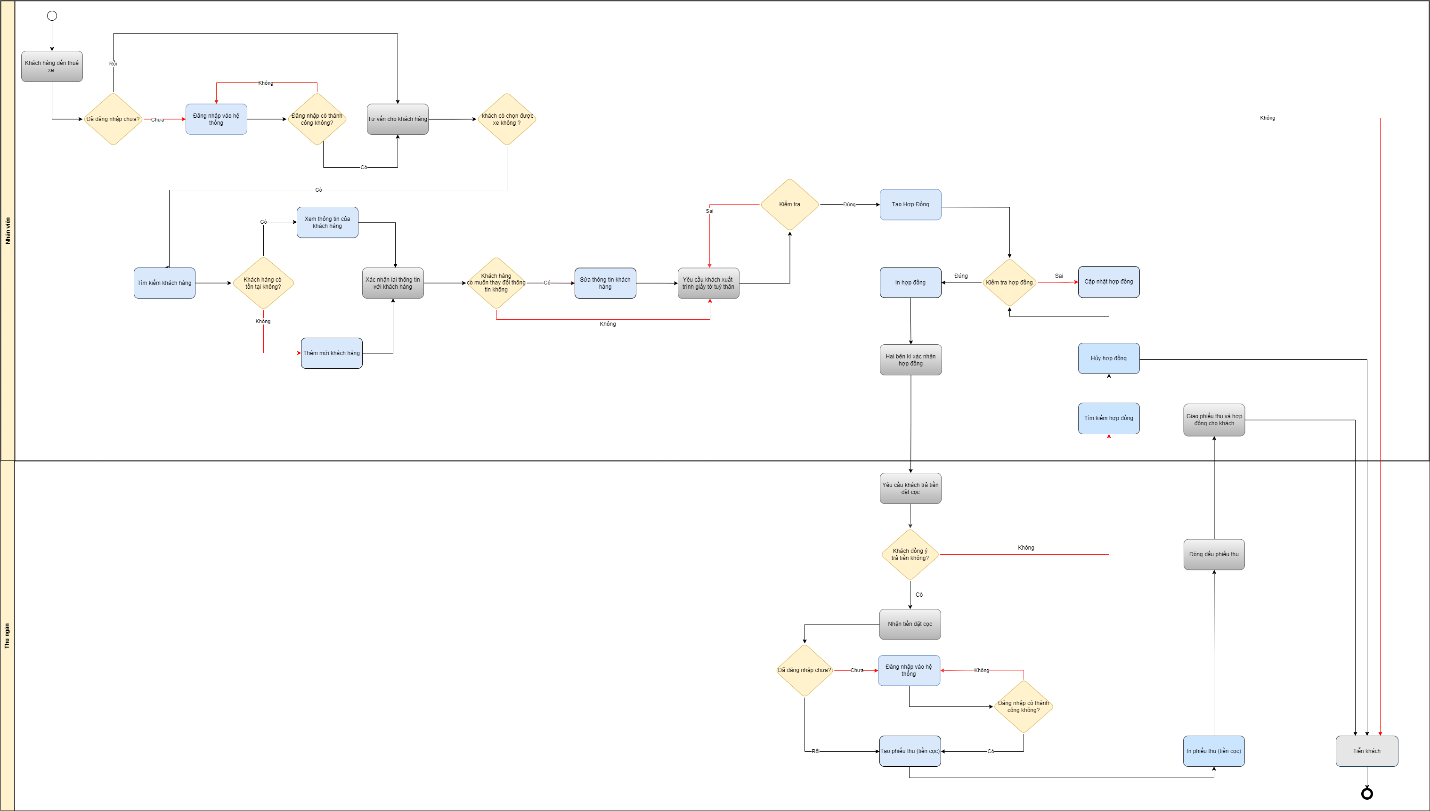 Nhân viên
Khách hàng đến thuê
xe
Rồi
Đã đăng nhập chưa?
Chưa
Đăng nhập vào hệ
thống
Không
Đăng nhập có thành
công không?
Có
Tư vấn cho khách hàng
khách có chọn được
xe không ?
Không
Có
Tìm kiếm khách hàng
Khách hàng có
tồn tại không?
Có
Xem thông tin của
khách hàng
Không
Thêm mới khách hàng
Xác nhận lại thông tin
với khách hàng
Khách hàng
có muốn thay đổi thông
tin không
Có
Sửa thông tin khách
hàng
Không
Yêu cầu khách xuất
trình giấy tờ tuỳ thân
Sai
Kiểm tra
Đúng
Tạo Hợp Đồng
Kiểm tra hợp đồng
Đúng
In hợp đồng
Sai
Cập nhật hợp đồng
Hai bên kí xác nhận
hợp đồng
Hủy hợp đồng
Tìm kiếm hợp đồng
Giao phiếu thu và hợp
đồng cho khách
Thu ngân
Yêu cầu khách trả tiền
đặt cọc
Khách đồng ý
trả tiền không?
Không
Có
Nhận tiền đặt cọc
Đã đăng nhập chưa?
Chưa
Đăng nhập vào hệ
thống
Không
Đăng nhập có thành
công không?
Rồi
Tạo phiếu thu (tiền cọc)
Có
Đóng dấu phiếu thu
In phiếu thu (tiền cọc)
Tiễn khách